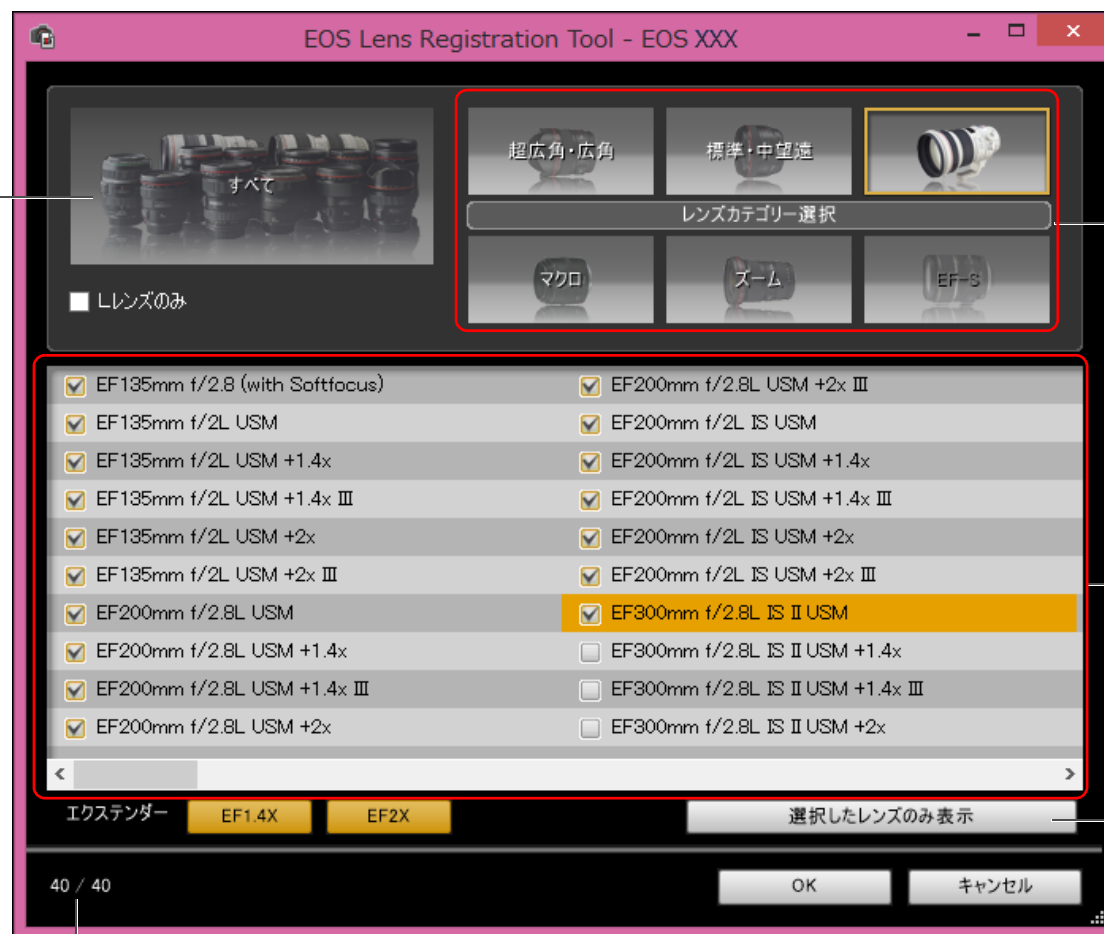 EOS Lens Registration Tool - EOS XXX
すべて
Lレンズのみ
超広角・広角
標準・中望遠
レンズカテゴリー選択
マクロ
ズーム
EF-S
EF135mm f/2.8 (with Softfocus)
EF135mm f/2L USM
EF135mm f/2L USM +1.4x
EF135mm f/2L USM +1.4x Ⅲ
EF135mm f/2L USM +2x
EF135mm f/2L USM +2x Ⅲ
EF200mm f/2.8L USM
EF200mm f/2.8L USM +1.4x
EF200mm f/2.8L USM +1.4x Ⅲ
EF200mm f/2.8L USM +2x
EF200mm f/2.8L USM +2x Ⅲ
EF200mm f/2L IS USM
EF200mm f/2L IS USM +1.4x
EF200mm f/2L IS USM +1.4x Ⅲ
EF200mm f/2L IS USM +2x
EF200mm f/2L IS USM +2x Ⅲ
EF300mm f/2.8L IS Ⅱ USM
EF300mm f/2.8L IS Ⅱ USM +1.4x
EF300mm f/2.8L IS Ⅱ USM +1.4x Ⅲ
EF300mm f/2.8L IS Ⅱ USM +2x
エクステンダー EF1.4X EF2X 選択したレンズのみ表示
40 / 40 OK キャンセル